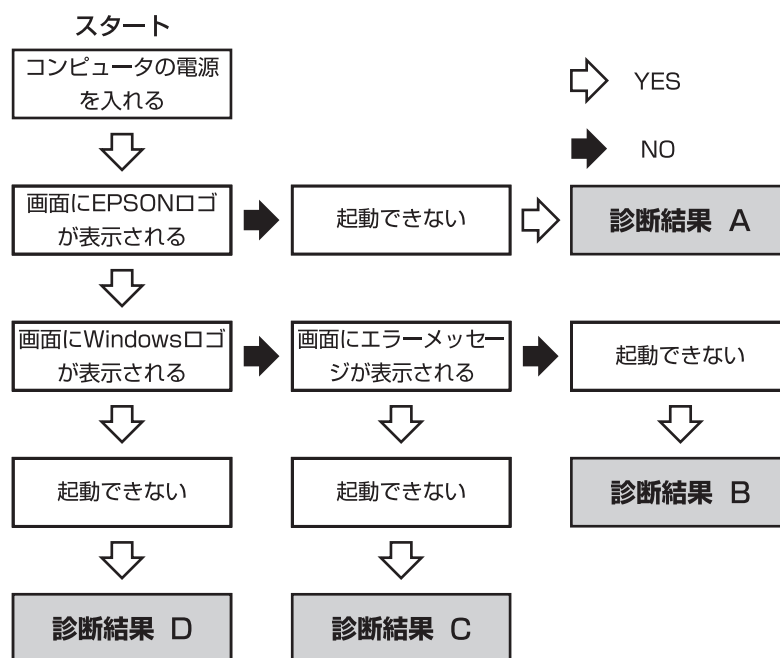 スタート
コンピュータの電源
を入れる
YES
NO
画面にEPSONロゴ
が表示される
起動できない
診断結果 A
画面にWindowsロゴ
が表示される
画面にエラーメッセー
ジが表示される
起動できない
起動できない
起動できない
診断結果 B
診断結果 D
診断結果 C